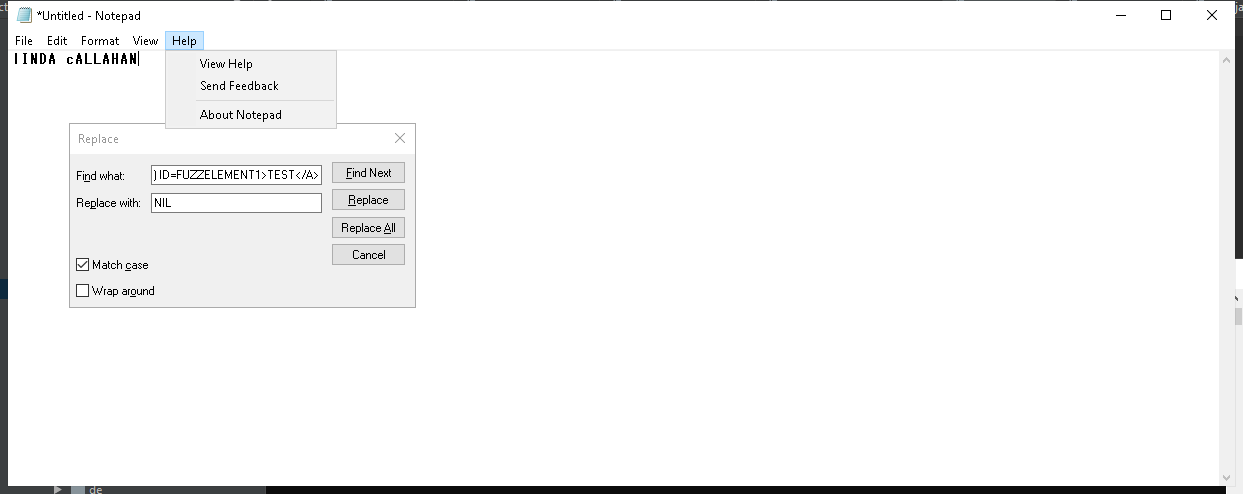 *Untitled - Notepad
File Edit Format View Help
lINDA cALLAHAN
View Help
Send Feedback
About Notepad
Replace
Find what: )ID=FUZZELEMENT1>TEST</A> Find Next
Replace with: NIL Replace
Replace All
Cancel
Match case
Wrap around
de